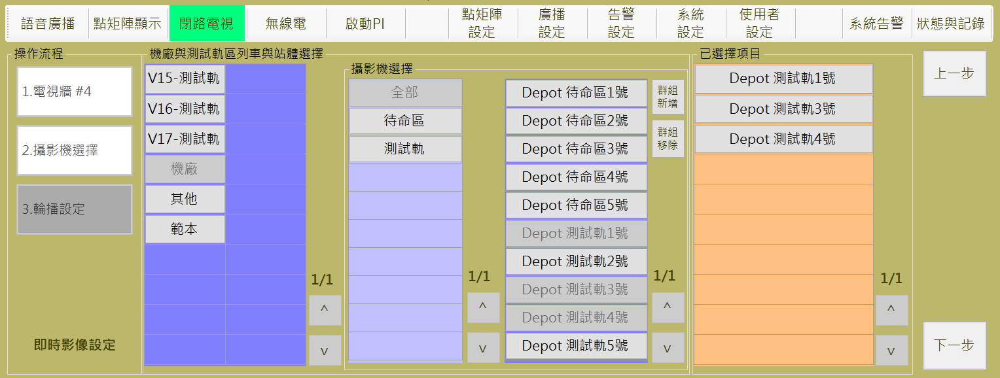 語音廣播
點矩陣顯示
閉路電視
無線電
啟動PI
點矩陣
設定
廣播
設定
告警
設定
系統
設定
使用者
設定
系統告警
狀態與記錄
操作流程
1.電視牆 #4
2.攝影機選擇
3.輪播設定
即時影像設定
機廠與測試軌區列車與站體選擇
V15-測試軌
V16-測試軌
V17-測試軌
機廠
其他
範本
1/1
^
v
攝影機選擇
全部
待命區
測試軌
1/1
^
v
Depot 待命區1號
Depot 待命區2號
Depot 待命區3號
Depot 待命區4號
Depot 待命區5號
Depot 測試軌1號
Depot 測試軌2號
Depot 測試軌3號
Depot 測試軌4號
Depot 測試軌5號
群組
新增
群組
移除
1/1
^
v
已選擇項目
Depot 測試軌1號
Depot 測試軌3號
Depot 測試軌4號
1/1
^
v
上一步
下一步